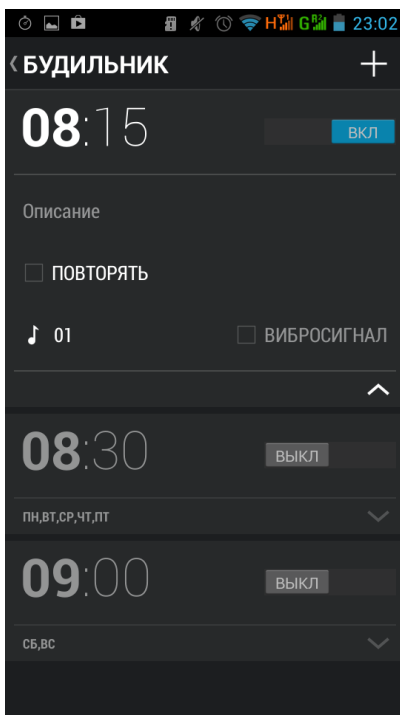 H G 23:02
БУДИЛЬНИК
08:15 ВКЛ
Описание
ПОВТОРЯТЬ
01 ВИБРОСИГНАЛ
08:30 ВЫКЛ
ПН,ВТ,СР,ЧТ,ПТ
09:00 ВЫКЛ
СБ,ВС